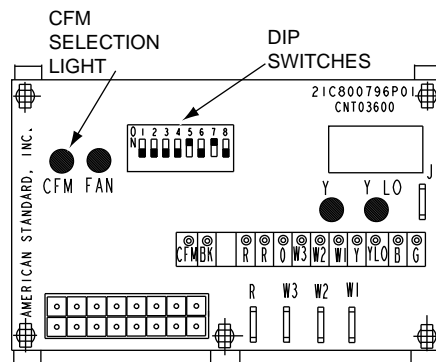 CFM
SELECTION
LIGHT
DIP
SWITCHES
21C800796P01
CNT03600
ON
1 2 3 4 5 6 7 8
CFM FAN
AMERICAN STANDARD, INC.
J
Y Y LO
CFM BK R R O W3 W2 W1 Y YLO B G
R W3 W2 W1